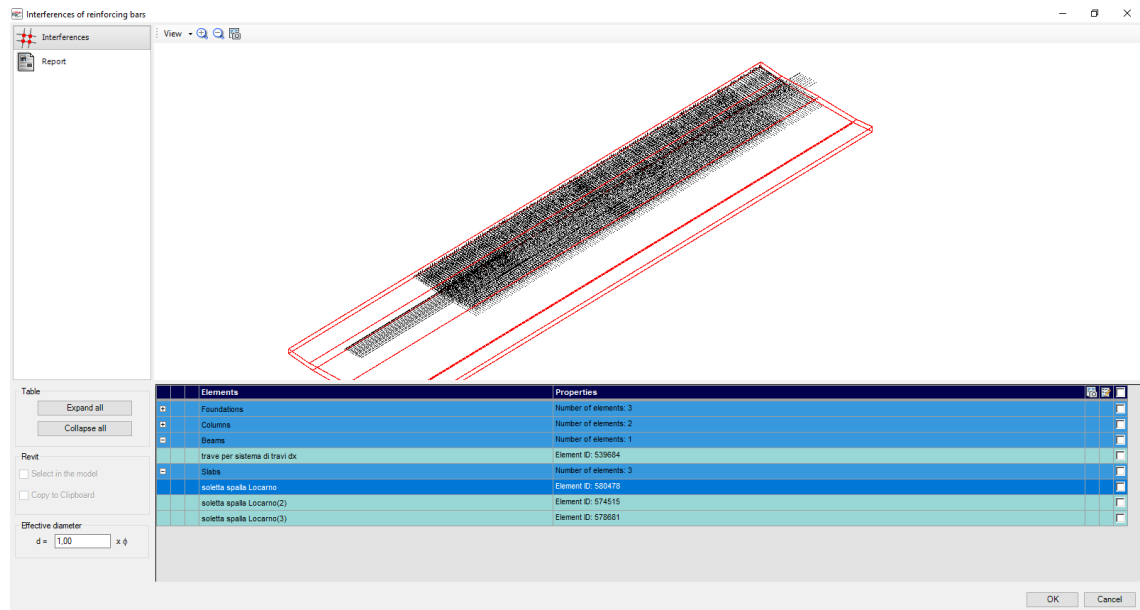 Interferences of reinforcing bars
Interferences
Report
View
Table
Expand all
Collapse all
Revit
Select in the model
Copy to Clipboard
Effective diameter
d = 1,00 x ϕ
Elements Properties
Foundations Number of elements: 3
Columns Number of elements: 2
Beams Number of elements: 1
trave per sistema di travi dx Element ID: 539684
Slabs Number of elements: 3
soletta spalla Locarno Element ID: 580478
soletta spalla Locarno(2) Element ID: 574515
soletta spalla Locarno(3) Element ID: 578681
OK Cancel